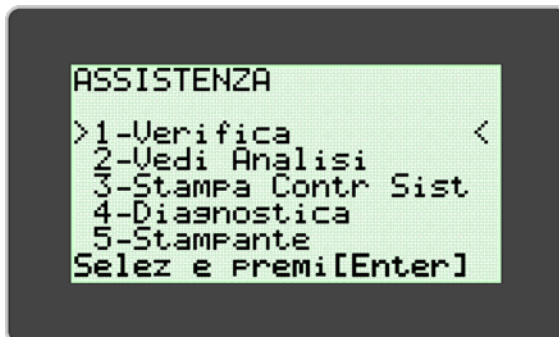 ASSISTENZA
>1-Verifica <
2-Vedi Analisi
3-Stampa Contr Sist
4-Diagnostica
5-Stampante
Selez e premi[Enter]